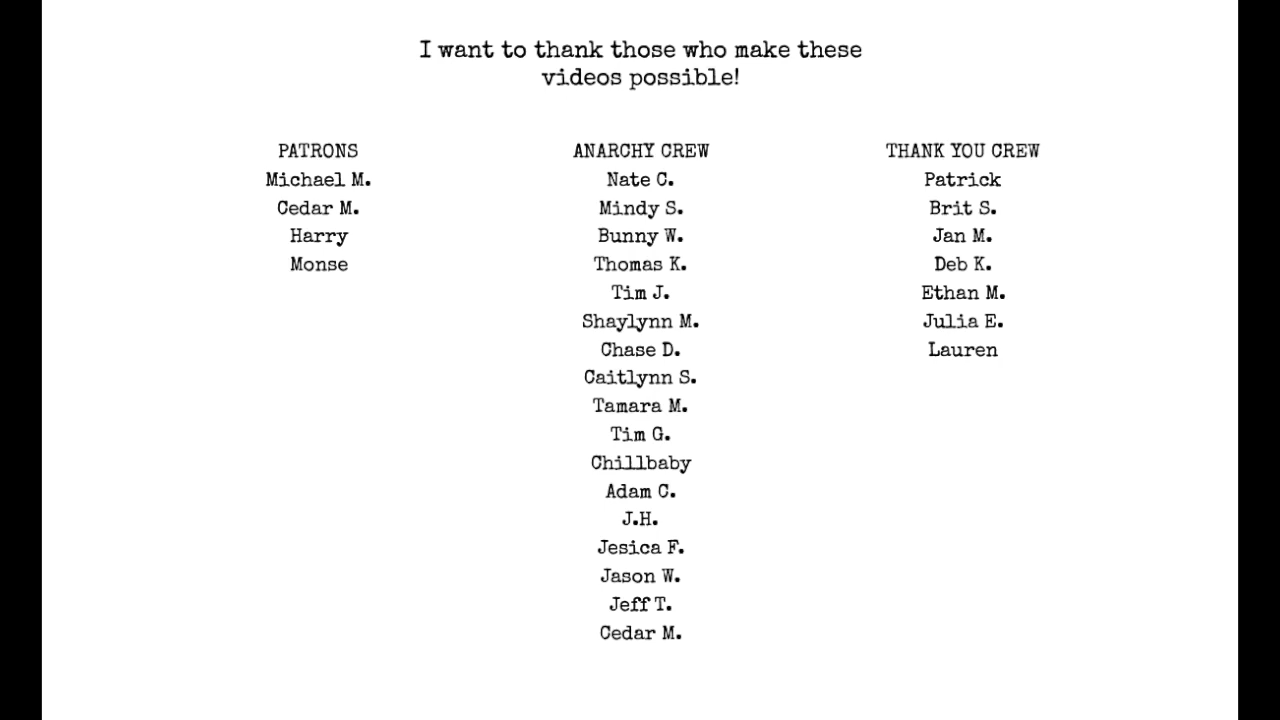 I want to thank those who make these
videos possible!
PATRONS
Michael M.
Cedar M.
Harry
Monse
ANARCHY CREW
Nate C.
Mindy S.
Bunny W.
Thomas K.
Tim J.
Shaylynn M.
Chase D.
Caitlynn S.
Tamara M.
Tim G.
Chillbaby
Adam C.
J.H.
Jesica F.
Jason W.
Jeff T.
Cedar M.
THANK YOU CREW
Patrick
Brit S.
Jan M.
Deb K.
Ethan M.
Julia E.
Lauren